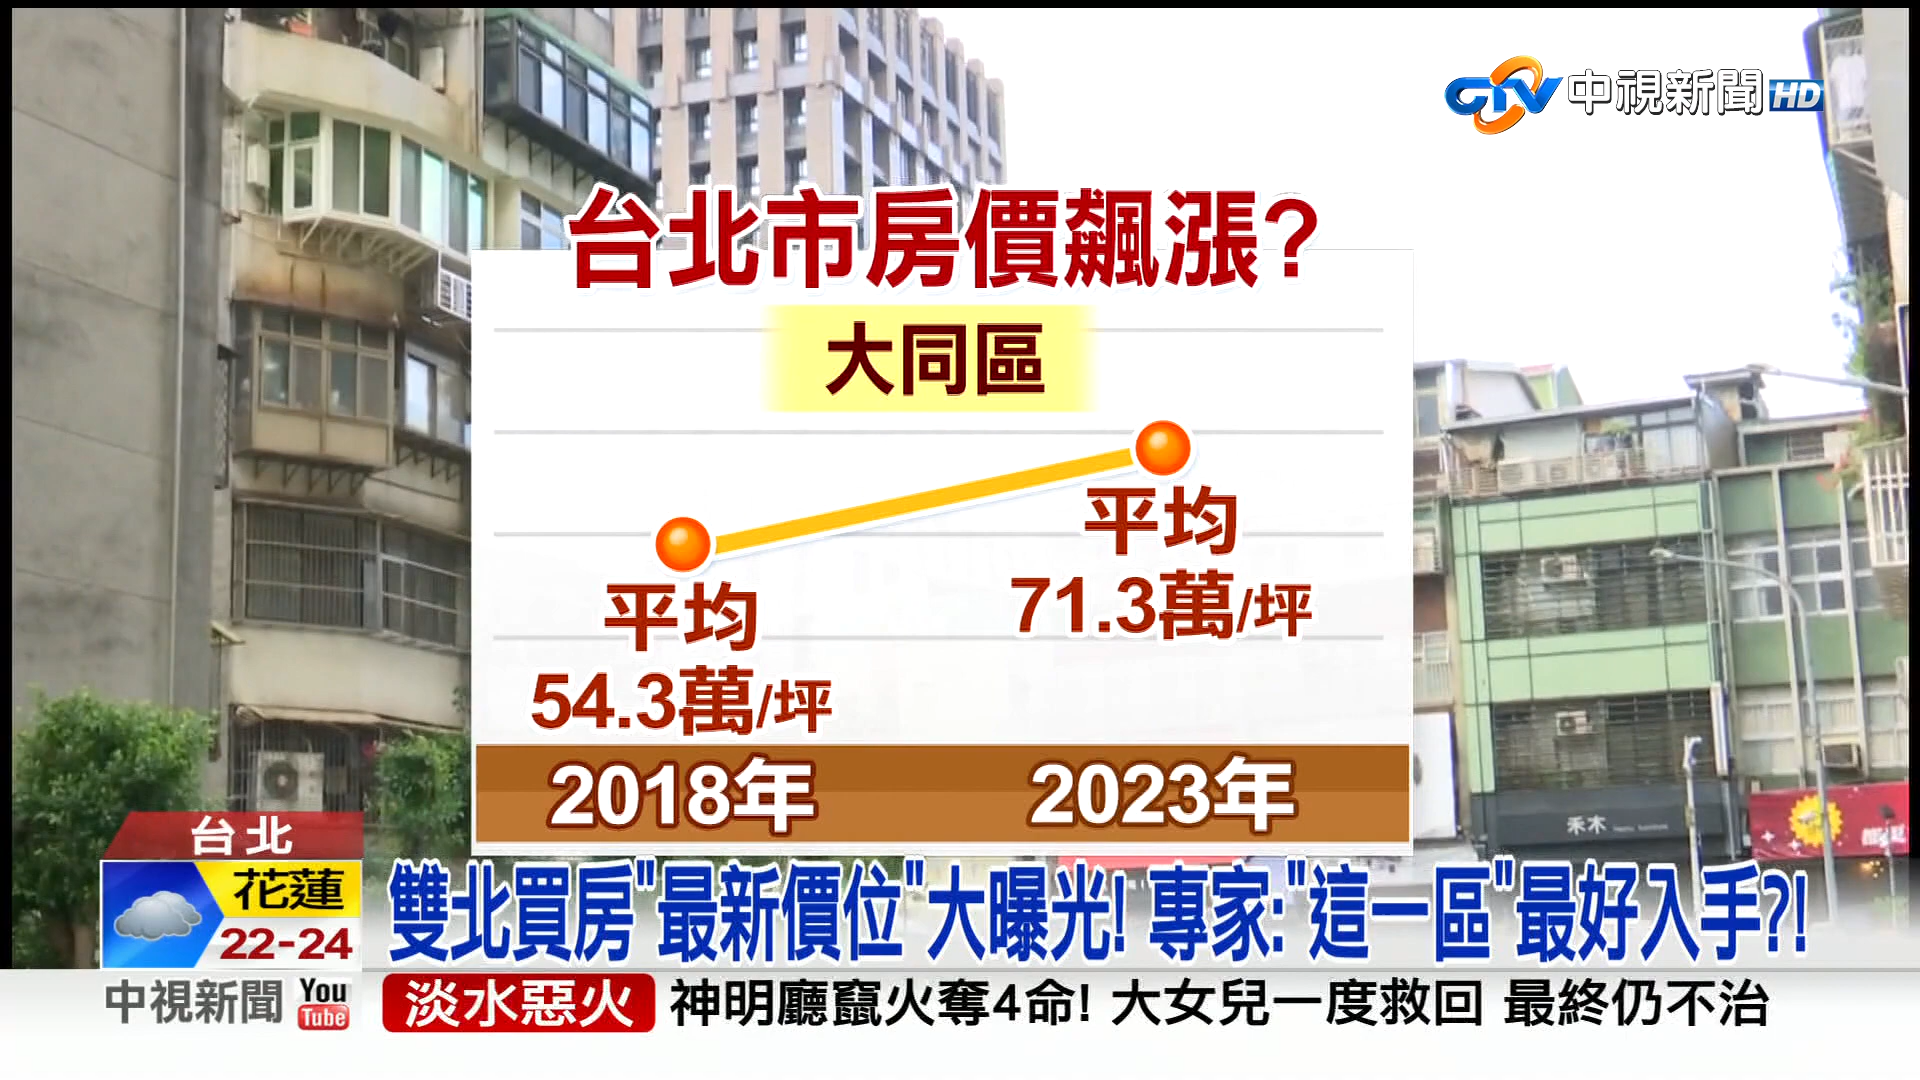 CTV中視新聞HD
台北市房價飆漲?
大同區
平均
71.3萬/坪
平均
54.3萬/坪
2018年
2023年
禾木
台北
花蓮
22-24
雙北買房"最新價位"大曝光! 專家:"這一區"最好入手?!
中視新聞 YouTube
淡水惡火 神明廳竄火奪4命! 大女兒一度救回 最終仍不治